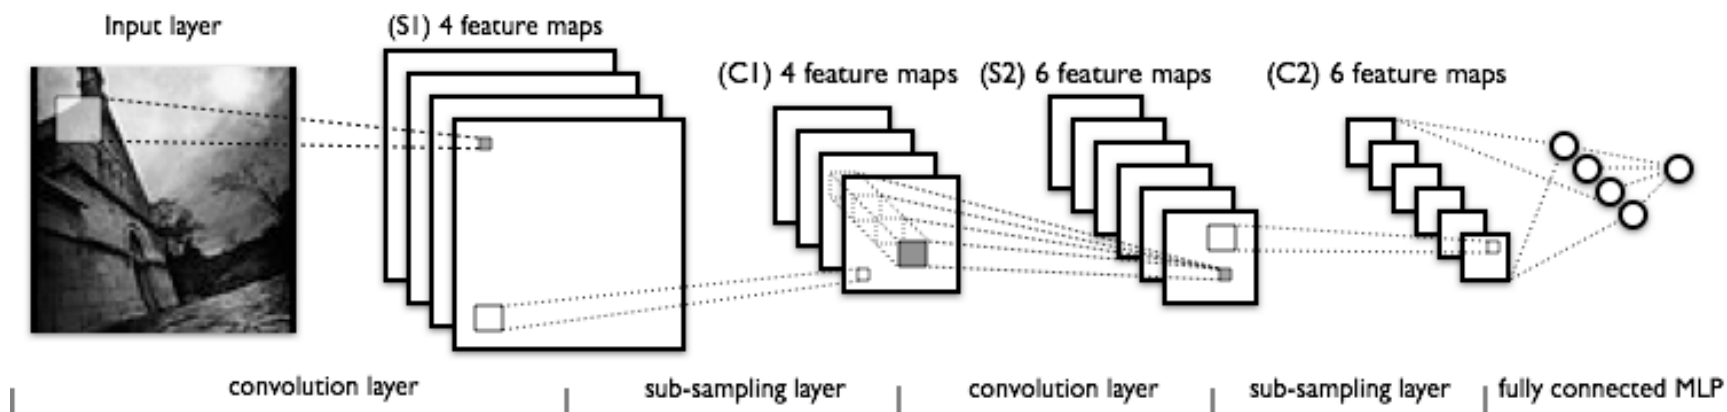 Input layer
(S1) 4 feature maps
(C1) 4 feature maps
(S2) 6 feature maps
(C2) 6 feature maps
convolution layer
sub-sampling layer
convolution layer
sub-sampling layer
fully connected MLP